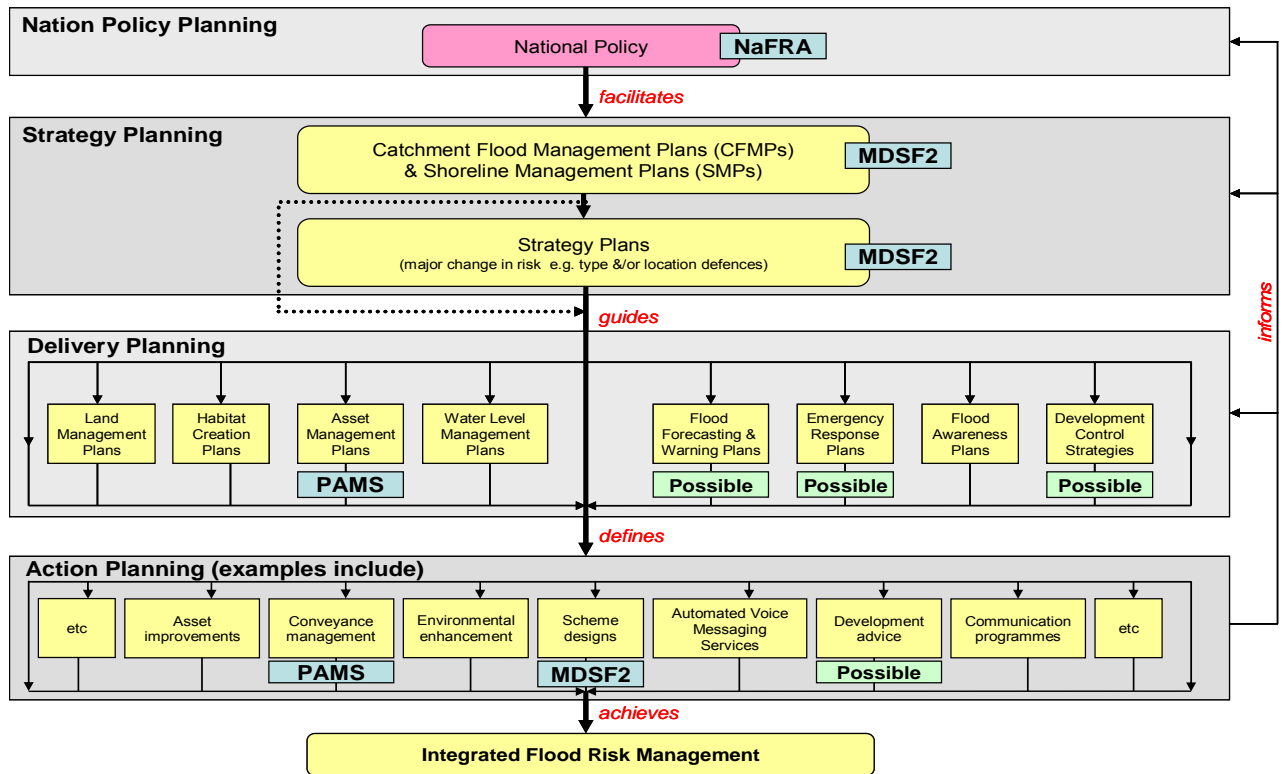 Nation Policy Planning
National Policy
NaFRA
facilitates
Strategy Planning
Catchment Flood Management Plans (CFMPs)
& Shoreline Management Plans (SMPs)
MDSF2
Strategy Plans
(major change in risk e.g. type &/or location defences)
MDSF2
guides
informs
Delivery Planning
Land
Management
Plans
Habitat
Creation
Plans
Asset
Management
Plans
PAMS
Water Level
Management
Plans
Flood
Forecasting &
Warning Plans
Possible
Emergency
Response
Plans
Possible
Flood
Awareness
Plans
Development
Control
Strategies
Possible
defines
Action Planning (examples include)
etc
Asset
improvements
Conveyance
management
PAMS
Environmental
enhancement
Scheme
designs
MDSF2
Automated Voice
Messaging
Services
Development
advice
Possible
Communication
programmes
etc
achieves
Integrated Flood Risk Management